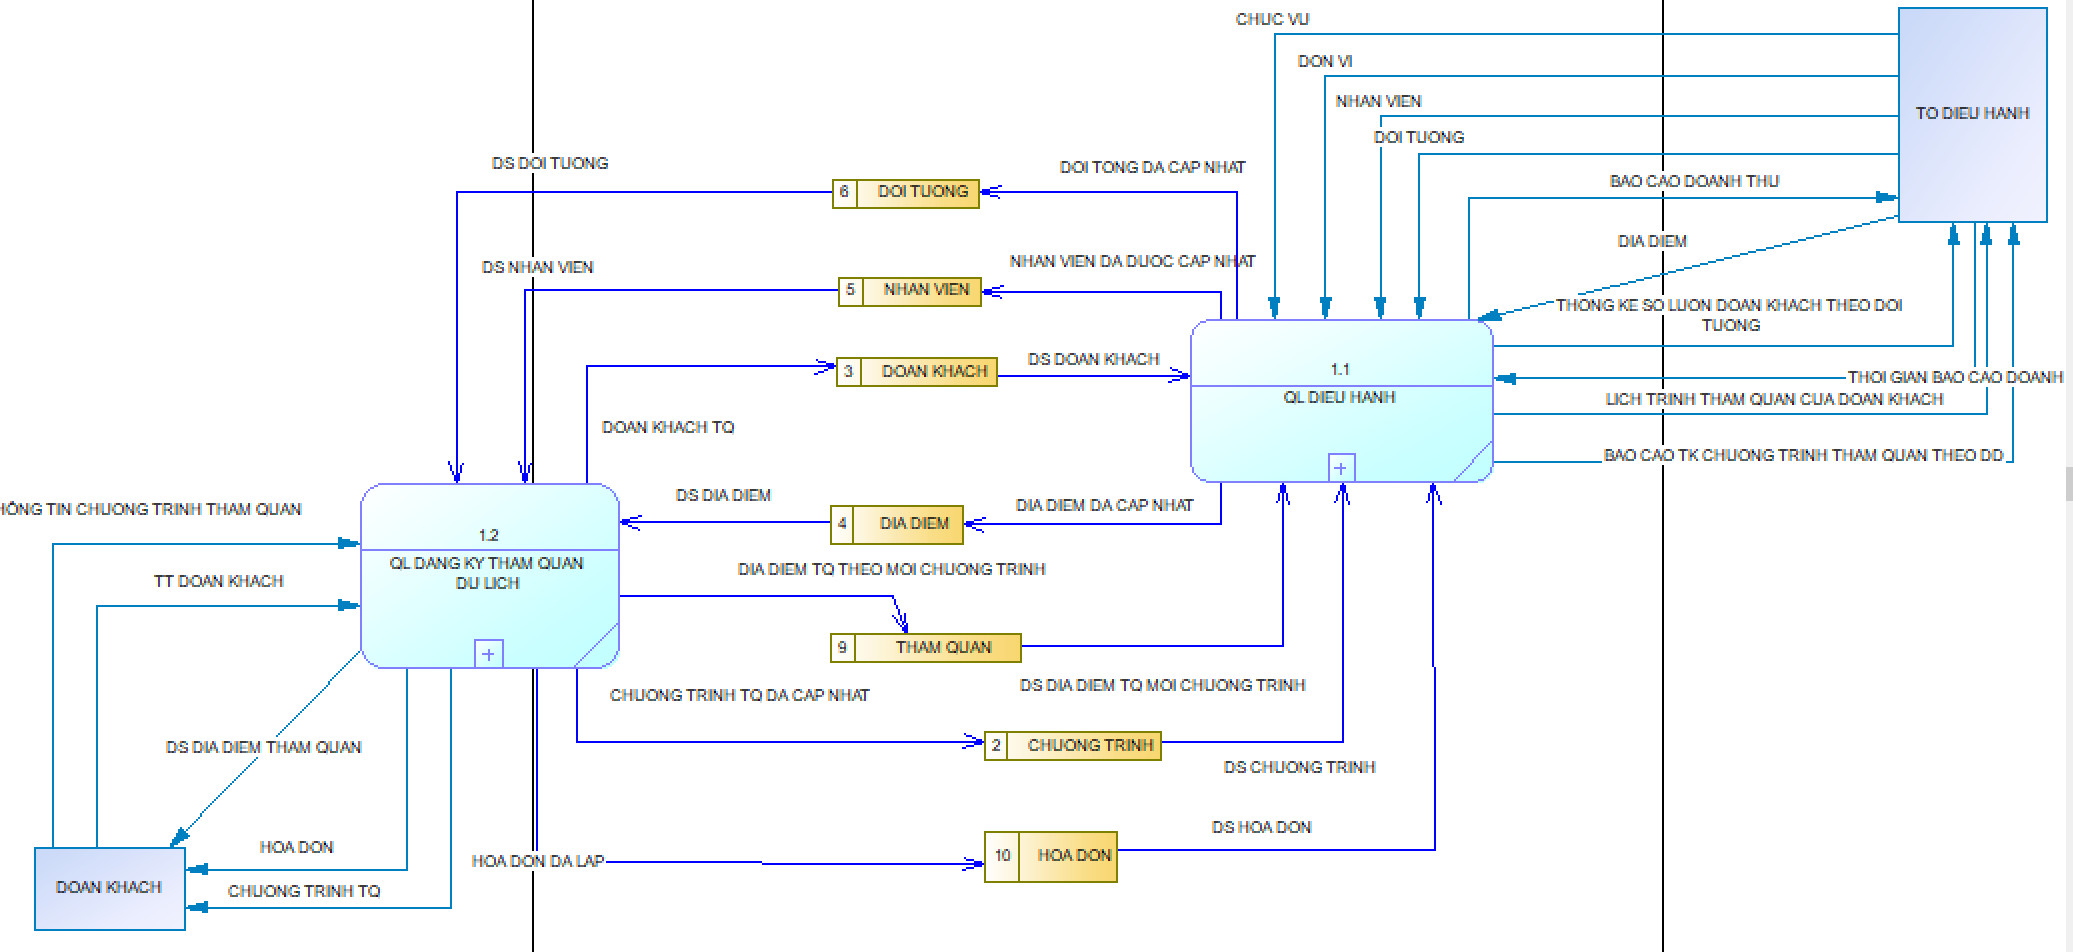 CHUC VU
DON VI
NHAN VIEN
TO DIEU HANH
DOI TUONG
DS DOI TUONG
DOI TONG DA CAP NHAT
BAO CAO DOANH THU
6 DOI TUONG
DIA DIEM
DS NHAN VIEN
NHAN VIEN DA DUOC CAP NHAT
5 NHAN VIEN
THONG KE SO LUON DOAN KHACH THEO DOI
TUONG
3 DOAN KHACH
DS DOAN KHACH
1.1
QL DIEU HANH
THOI GIAN BAO CAO DOANH
LICH TRINH THAM QUAN CUA DOAN KHACH
DOAN KHACH TQ
BAO CAO TK CHUONG TRINH THAM QUAN THEO DD
DS DIA DIEM
DIA DIEM DA CAP NHAT
HÔNG TIN CHUONG TRINH THAM QUAN
4 DIA DIEM
1.2
QL DANG KY THAM QUAN
DU LICH
DIA DIEM TQ THEO MOI CHUONG TRINH
TT DOAN KHACH
9 THAM QUAN
DS DIA DIEM TQ MOI CHUONG TRINH
CHUONG TRINH TQ DA CAP NHAT
DS DIA DIEM THAM QUAN
2 CHUONG TRINH
DS CHUONG TRINH
DS HOA DON
HOA DON
HOA DON DA LAP
10 HOA DON
DOAN KHACH
CHUONG TRINH TQ